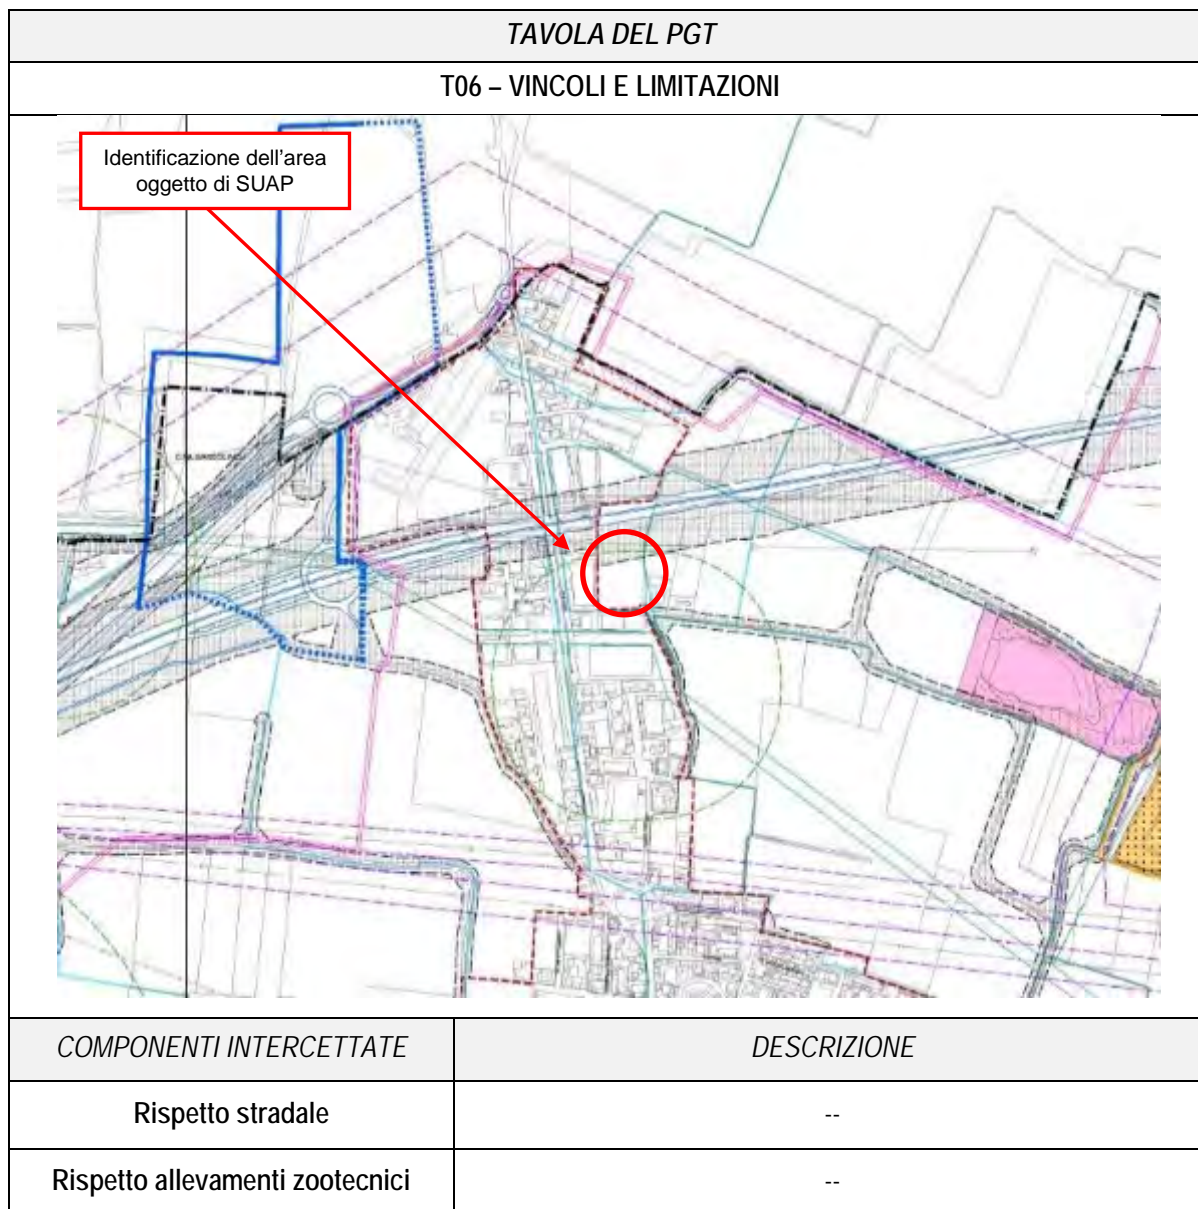 TAVOLA DEL PGT
T06 – VINCOLI E LIMITAZIONI
Identificazione dell'area
oggetto di SUAP
COMPONENTI INTERCETTATE
DESCRIZIONE
Rispetto stradale
--
Rispetto allevamenti zootecnici
--